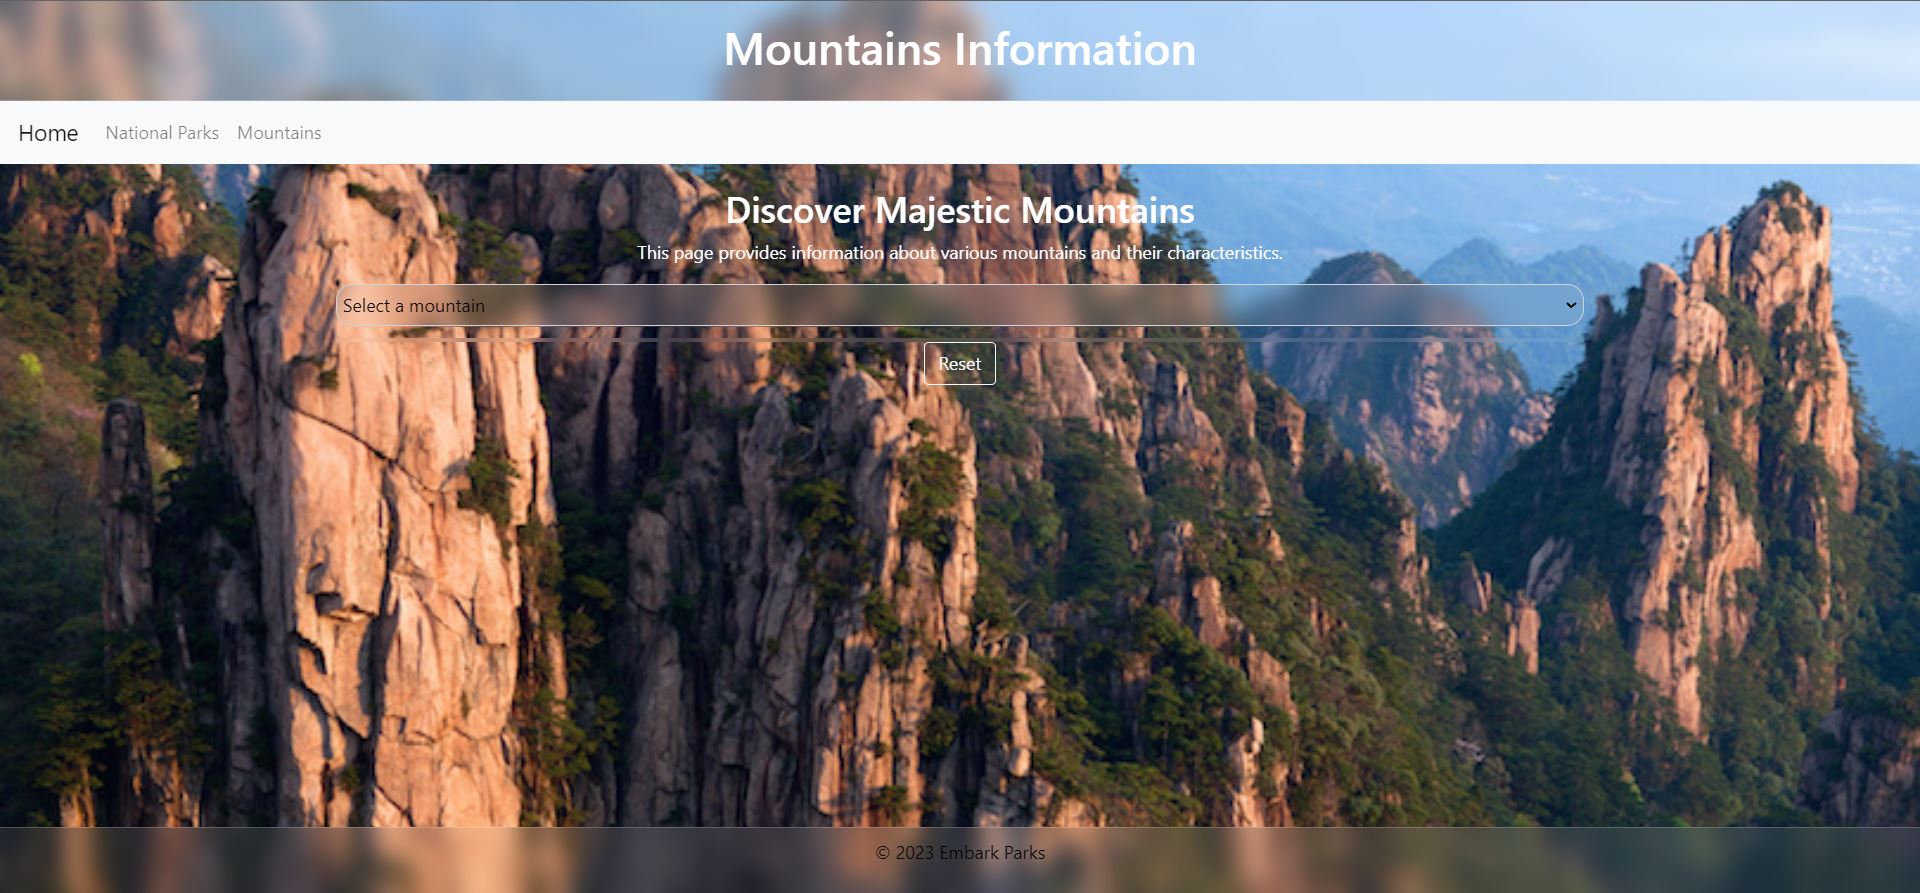 Mountains Information
Home National Parks Mountains
Discover Majestic Mountains
This page provides information about various mountains and their characteristics.
Select a mountain
Reset
© 2023 Embark Parks